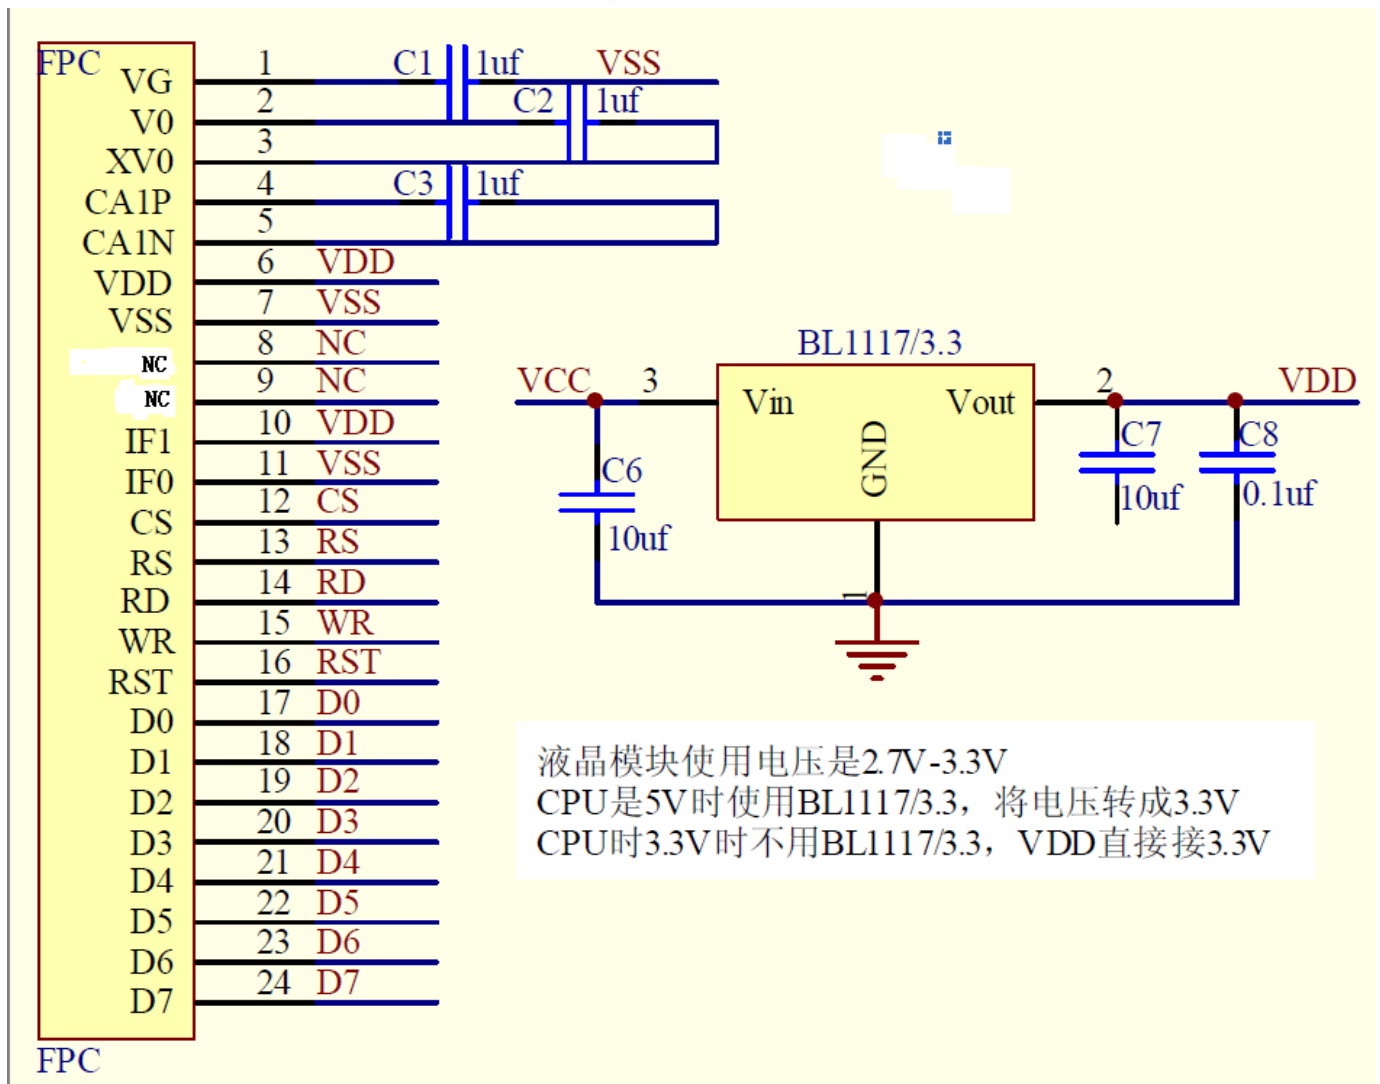 FPC
VG 1 C1 1uf VSS
V0 2 C2 1uf
XV0 3
CA1P 4 C3 1uf
CA1N 5
VDD 6 VDD
VSS 7 VSS
NC 8 NC
NC 9 NC
IF1 10 VDD
IF0 11 VSS
CS 12 CS
RS 13 RS
RD 14 RD
WR 15 WR
RST 16 RST
D0 17 D0
D1 18 D1
D2 19 D2
D3 20 D3
D4 21 D4
D5 22 D5
D6 23 D6
D7 24 D7
FPC
BL1117/3.3
VCC 3 Vin Vout 2 VDD
GND
1
C6
10uf
C7
10uf
C8
0.1uf
液晶模块使用电压是2.7V-3.3V
CPU是5V时使用BL1117/3.3，将电压转成3.3V
CPU时3.3V时不用BL1117/3.3，VDD直接接3.3V